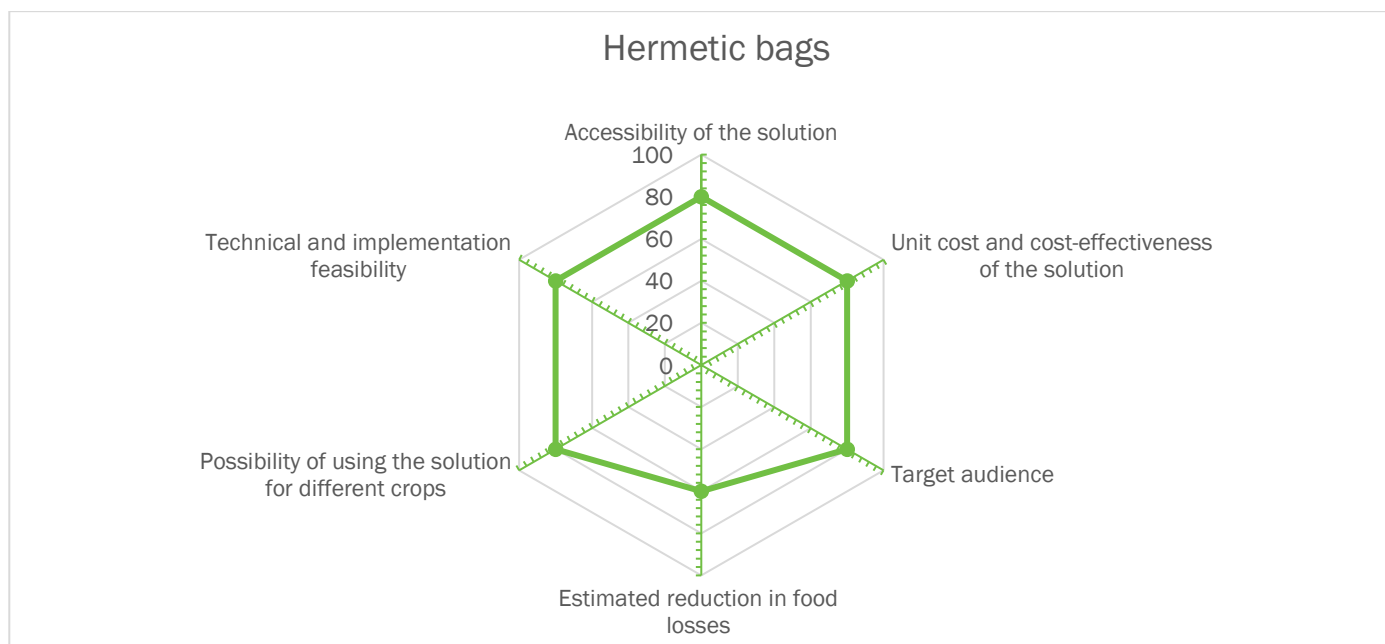 Hermetic bags
Accessibility of the solution
100
80
60
40
20
0
Unit cost and cost-effectiveness
of the solution
Target audience
Estimated reduction in food
losses
Possibility of using the solution
for different crops
Technical and implementation
feasibility